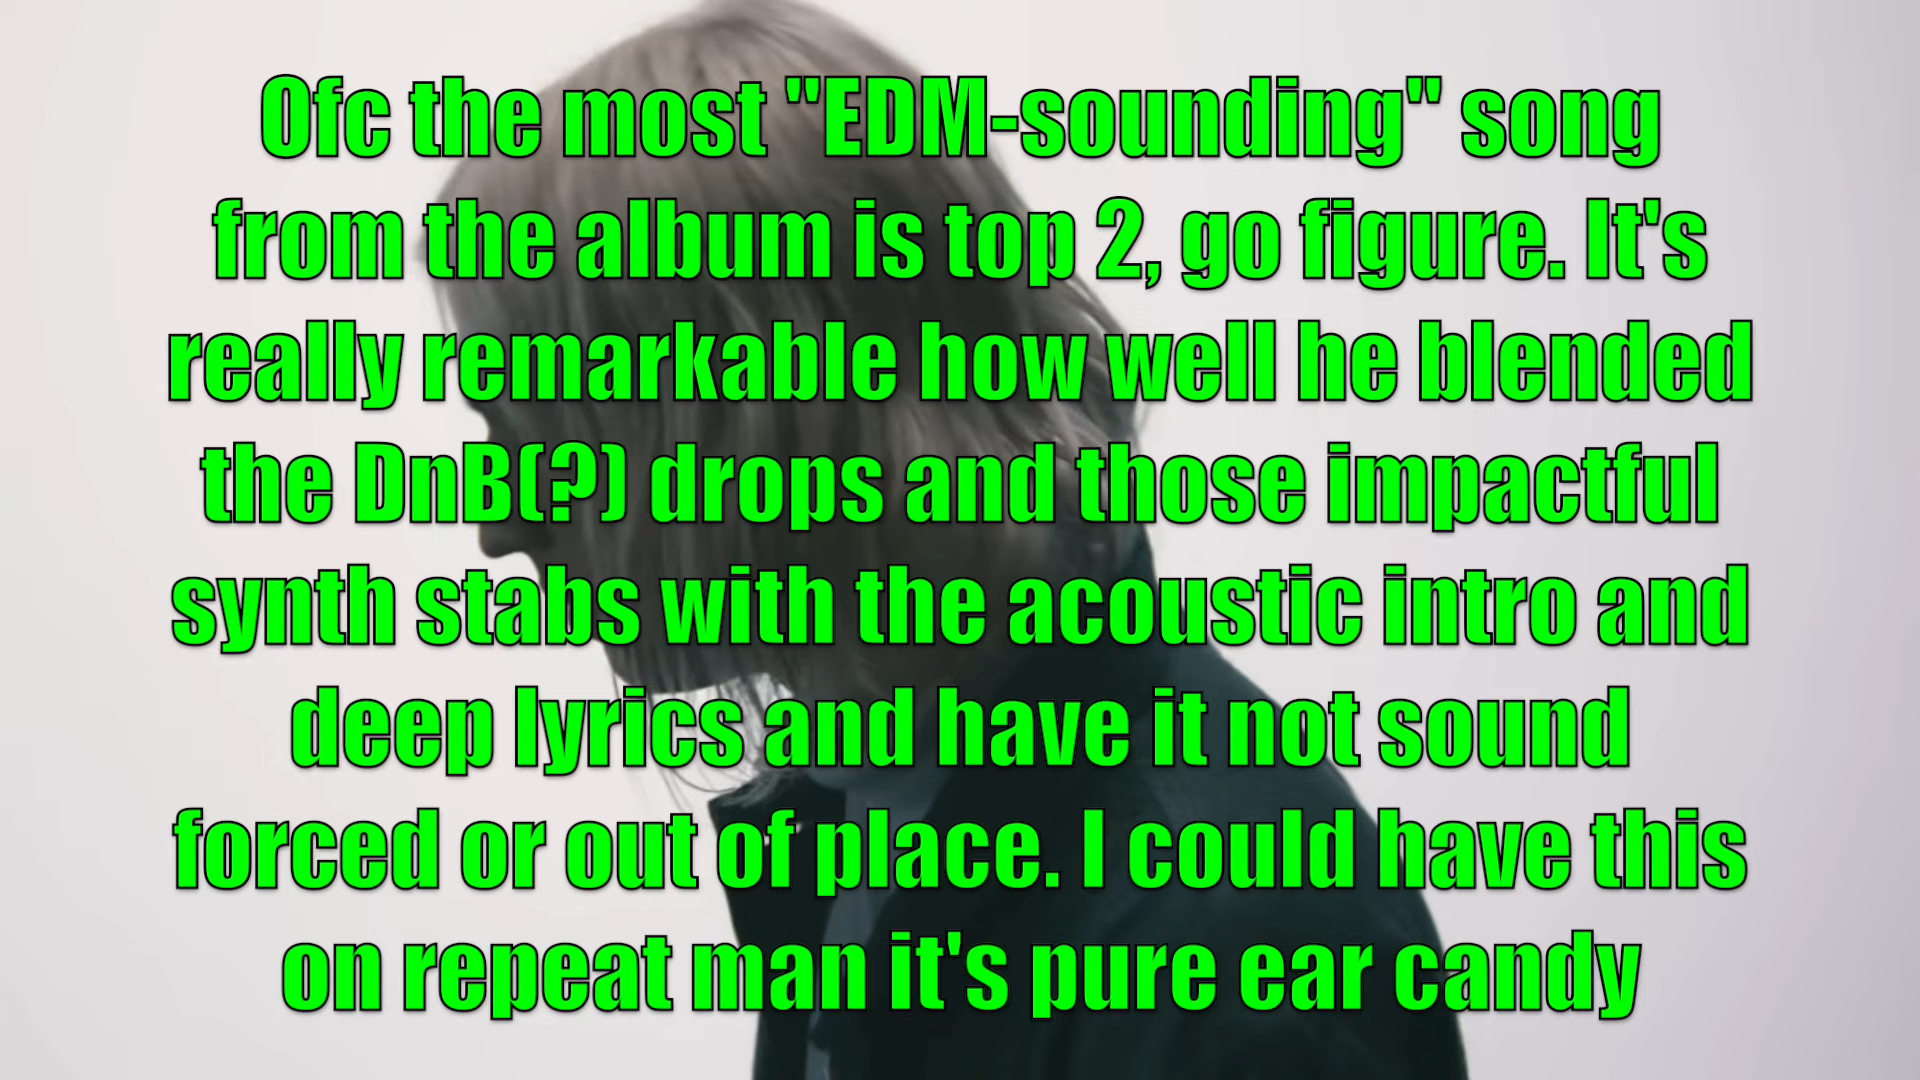 Ofc the most "EDM-sounding" song
from the album is top 2, go figure. It's
really remarkable how well he blended
the DnB(?) drops and those impactful
synth stabs with the acoustic intro and
deep lyrics and have it not sound
forced or out of place. I could have this
on repeat man it's pure ear candy